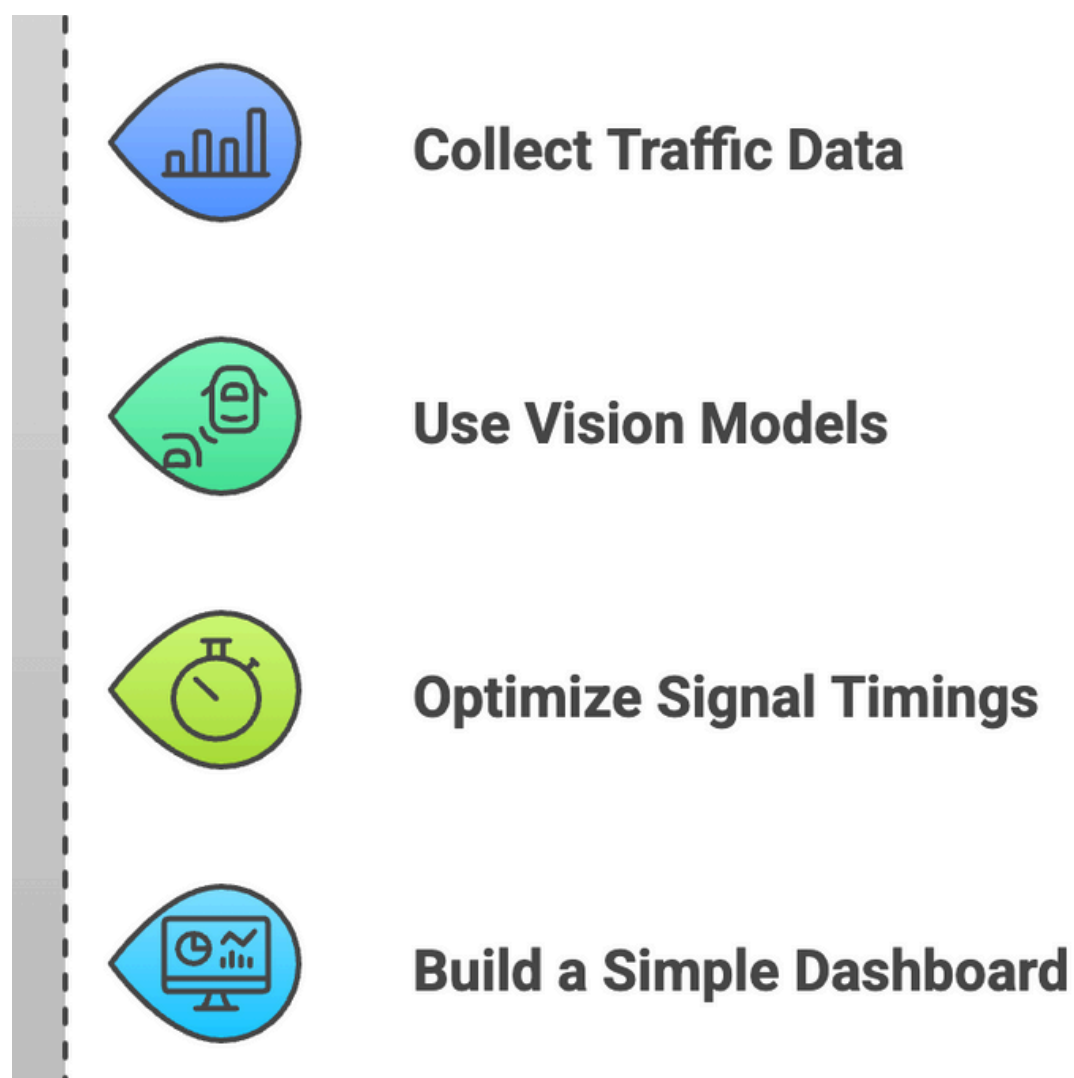 Collect Traffic Data
Use Vision Models
Optimize Signal Timings
Build a Simple Dashboard